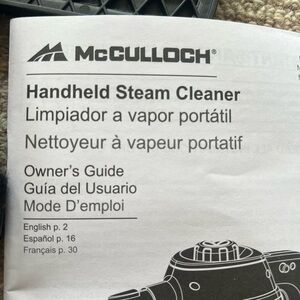 McCULLOCH®
Handheld Steam Cleaner
Limpiador a vapor portátil
Nettoyeur à vapeur portatif
Owner's Guide
Guía del Usuario
Mode D'emploi
English p. 2
Español p. 16
Français p. 30